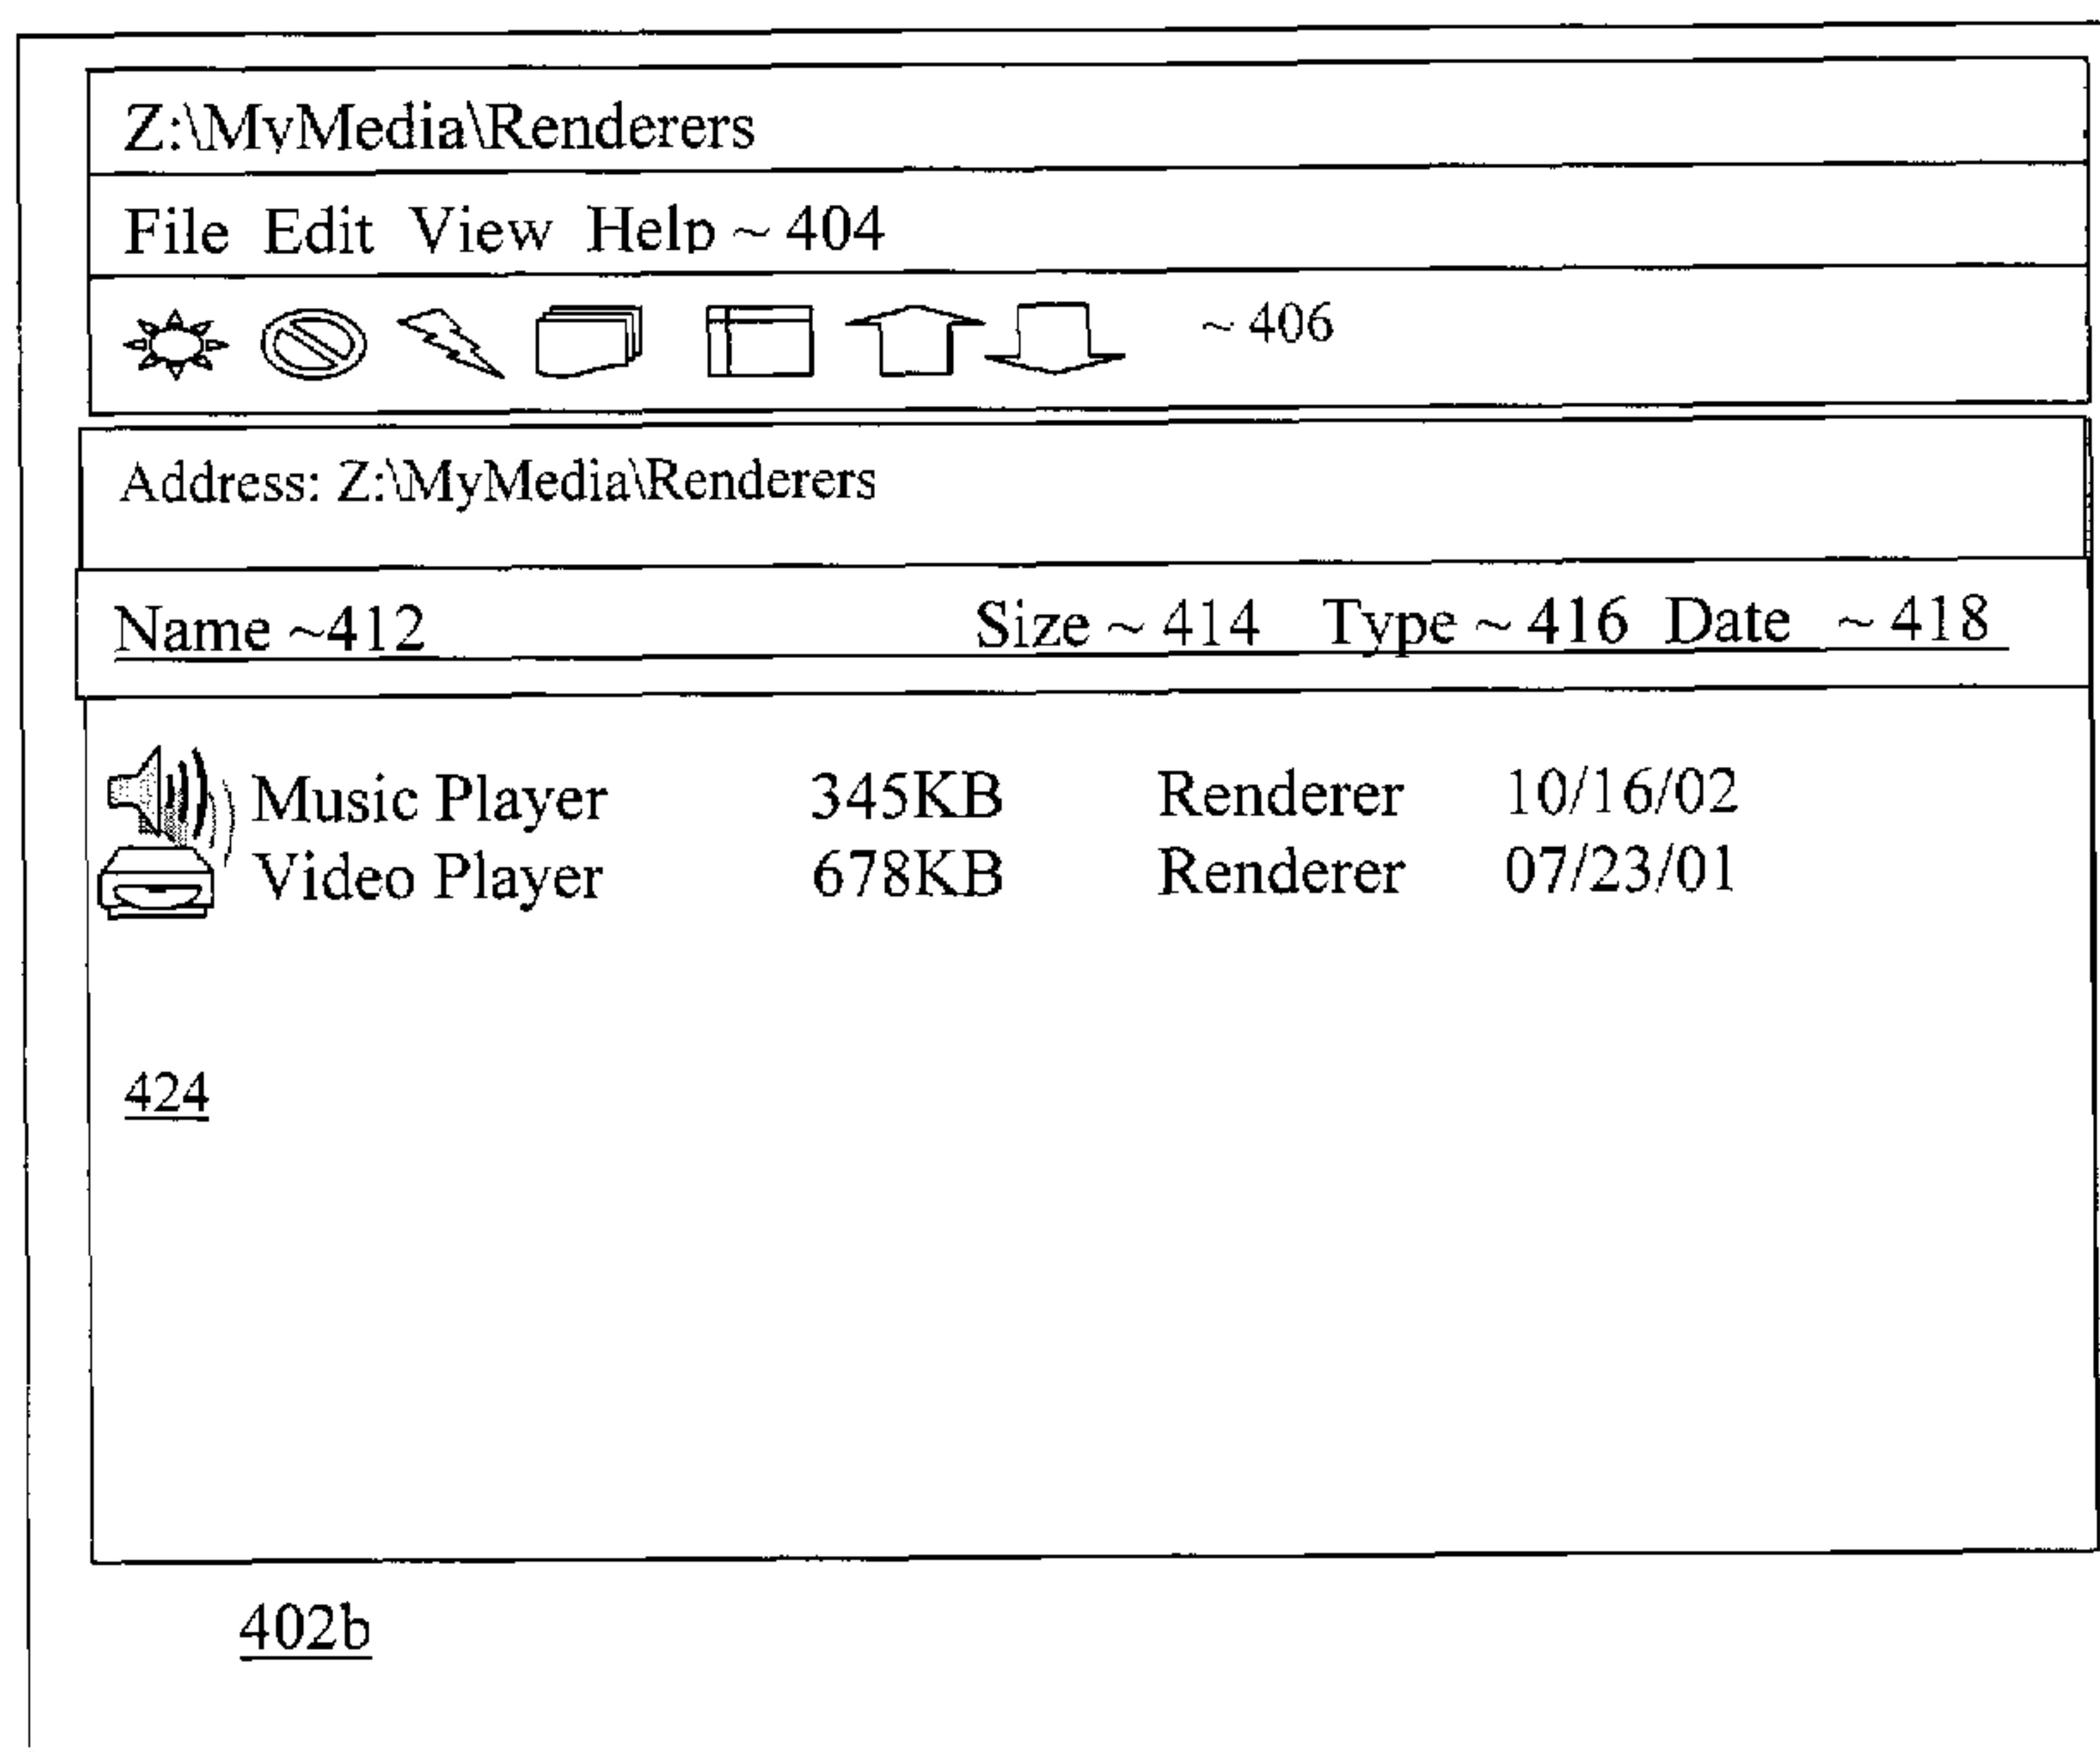 Z:\MyMedia\Renderers
File Edit View Help ~ 404
~ 406
Address: Z:\MyMedia\Renderers
Name ~412 Size ~ 414 Type ~ 416 Date ~ 418
Music Player 345KB Renderer 10/16/02
Video Player 678KB Renderer 07/23/01
424
402b